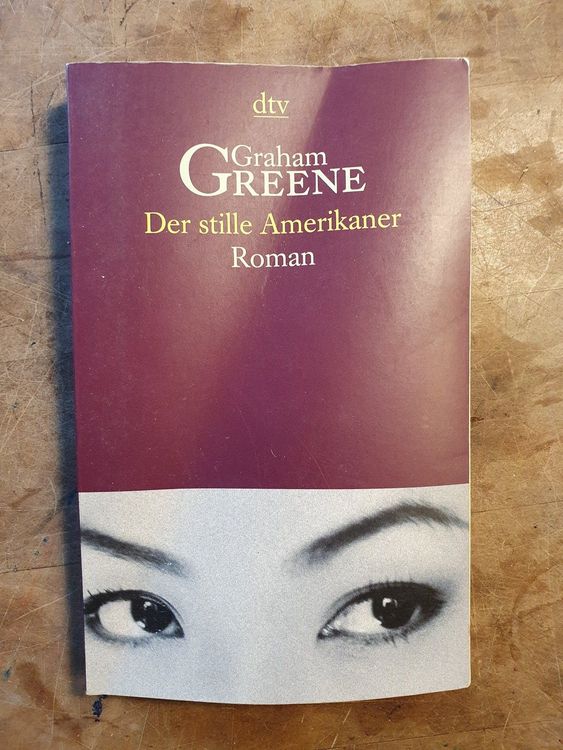 dtv
Graham
GREENE
Der stille Amerikaner
Roman